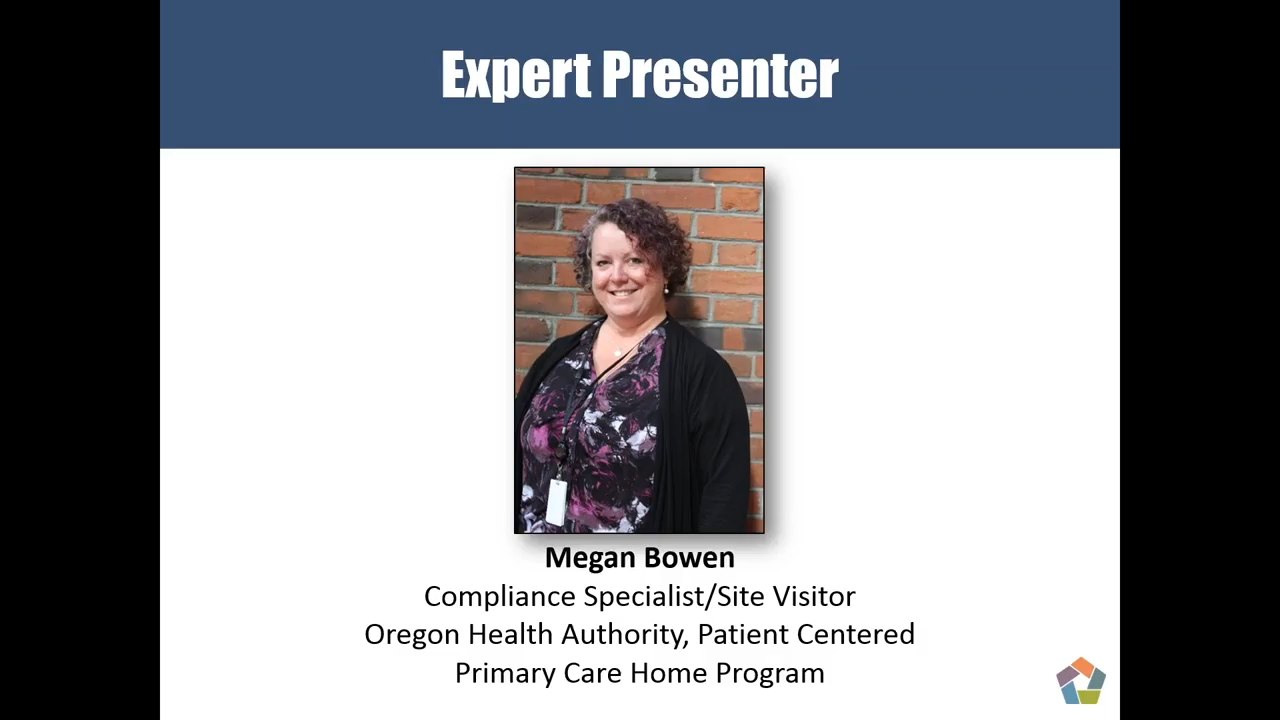 Expert Presenter
Megan Bowen
Compliance Specialist/Site Visitor
Oregon Health Authority, Patient Centered
Primary Care Home Program